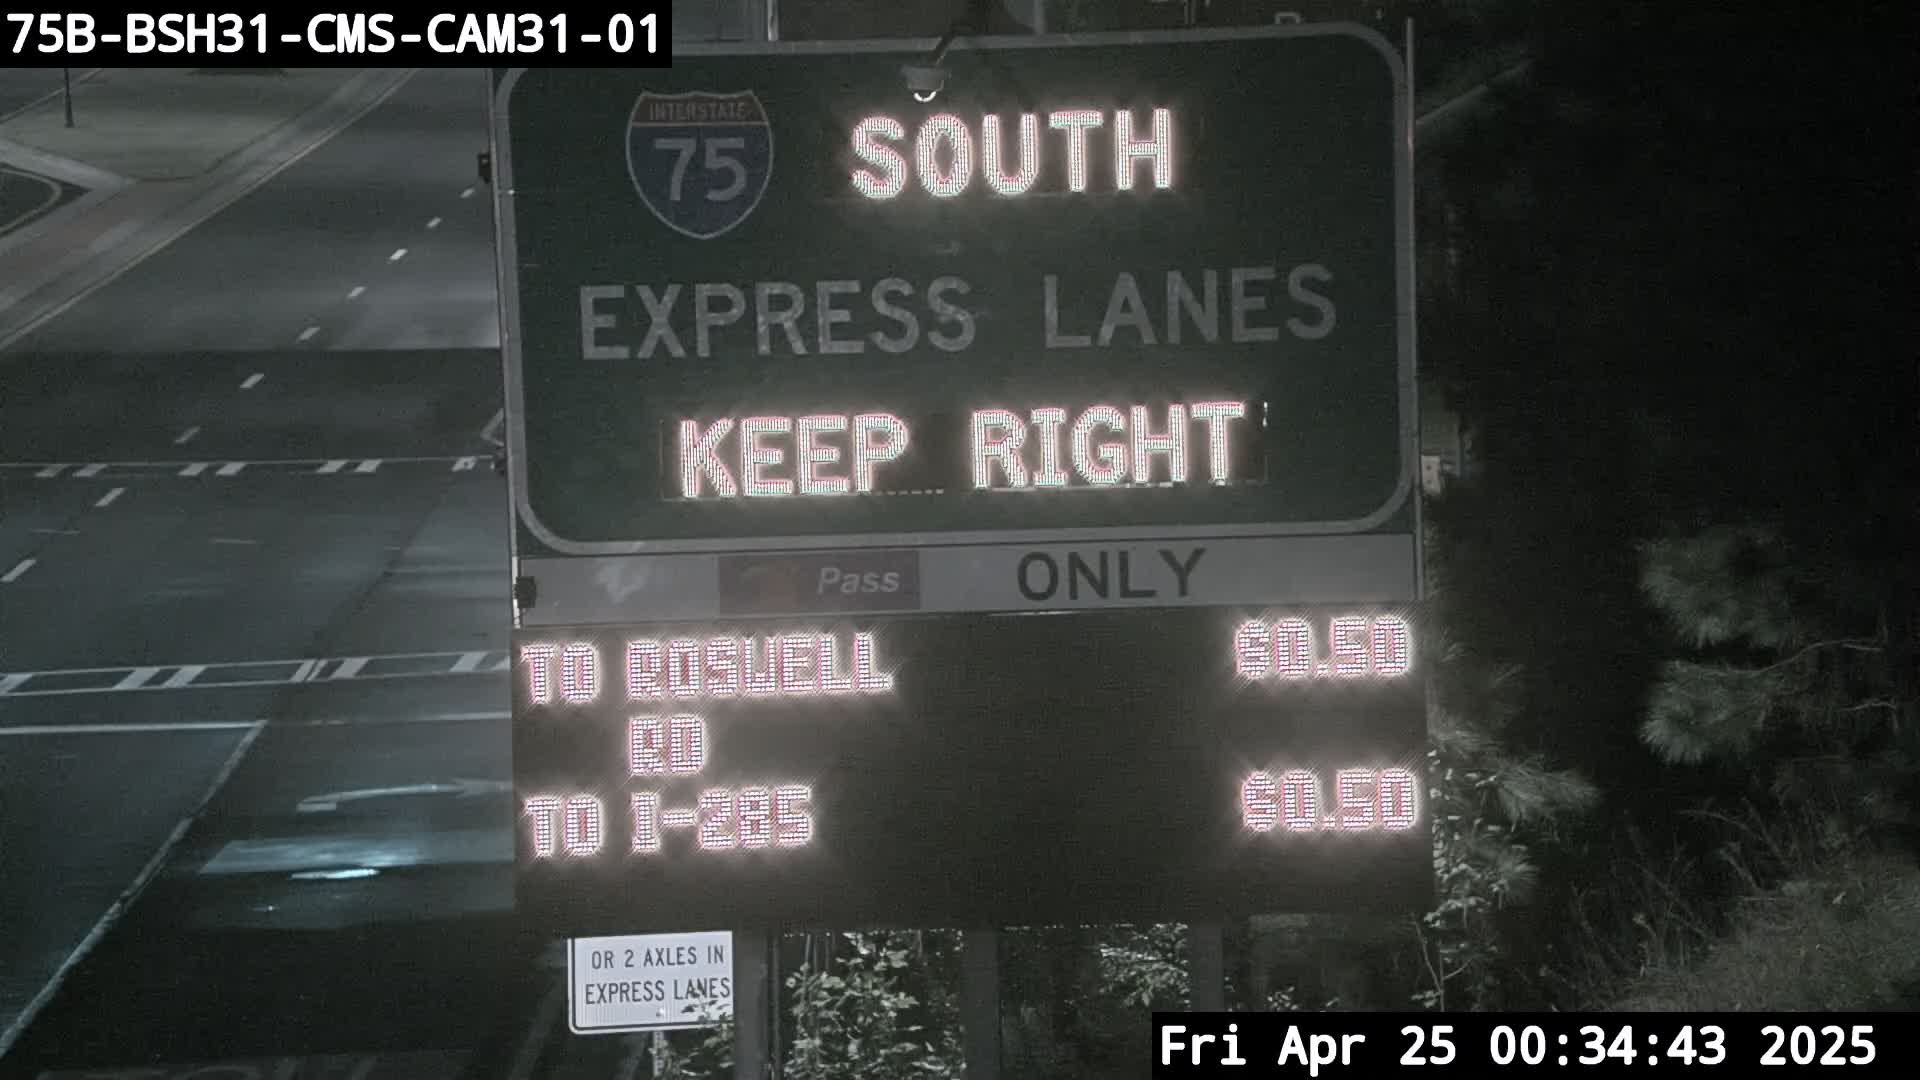 75B-BSH31-CMS-CAM31-01
INTERSTATE
75
SOUTH
EXPRESS LANES
KEEP RIGHT
Pass ONLY
TO ROSWELL $0.50
RD
TO I-285 $0.50
OR 2 AXLES IN
EXPRESS LANES
Fri Apr 25 00:34:43 2025